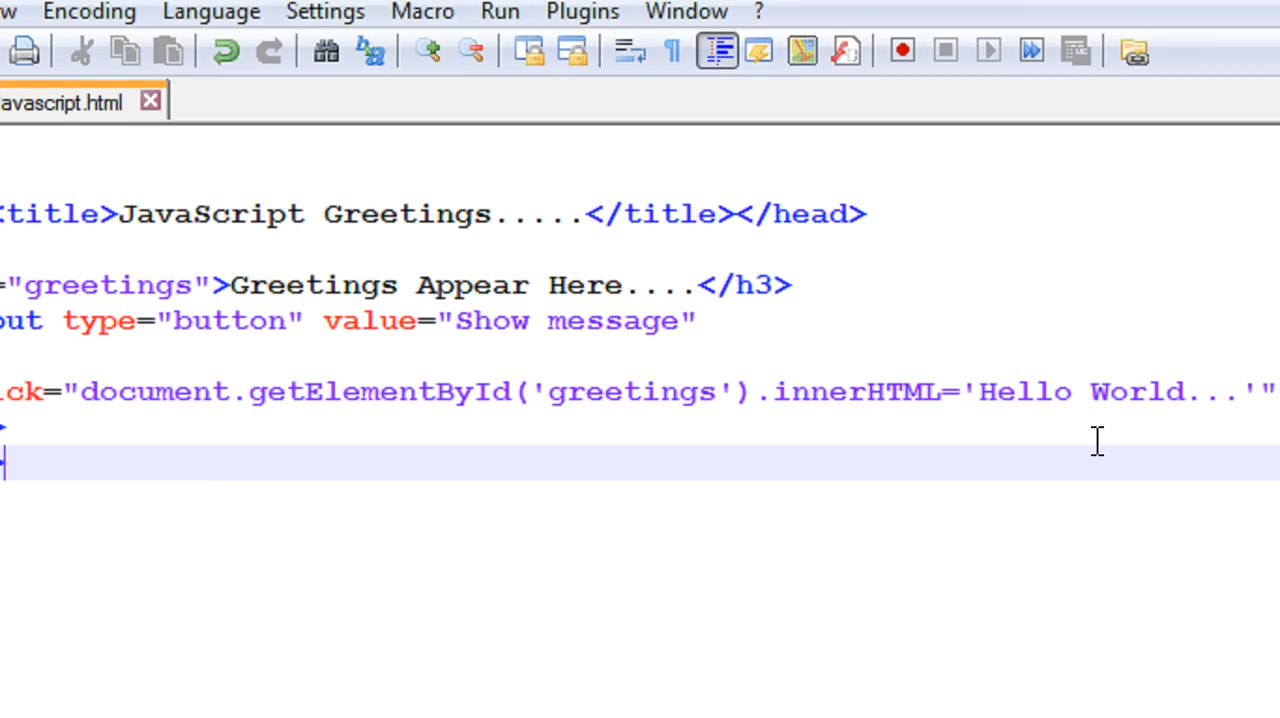 w Encoding Language Settings Macro Run Plugins Window ?
avascript.html
<title>JavaScript Greetings.....</title></head>
="greetings">Greetings Appear Here....</h3>
out type="button" value="Show message"
ick="document.getElementById('greetings').innerHTML='Hello World...'"
>
>